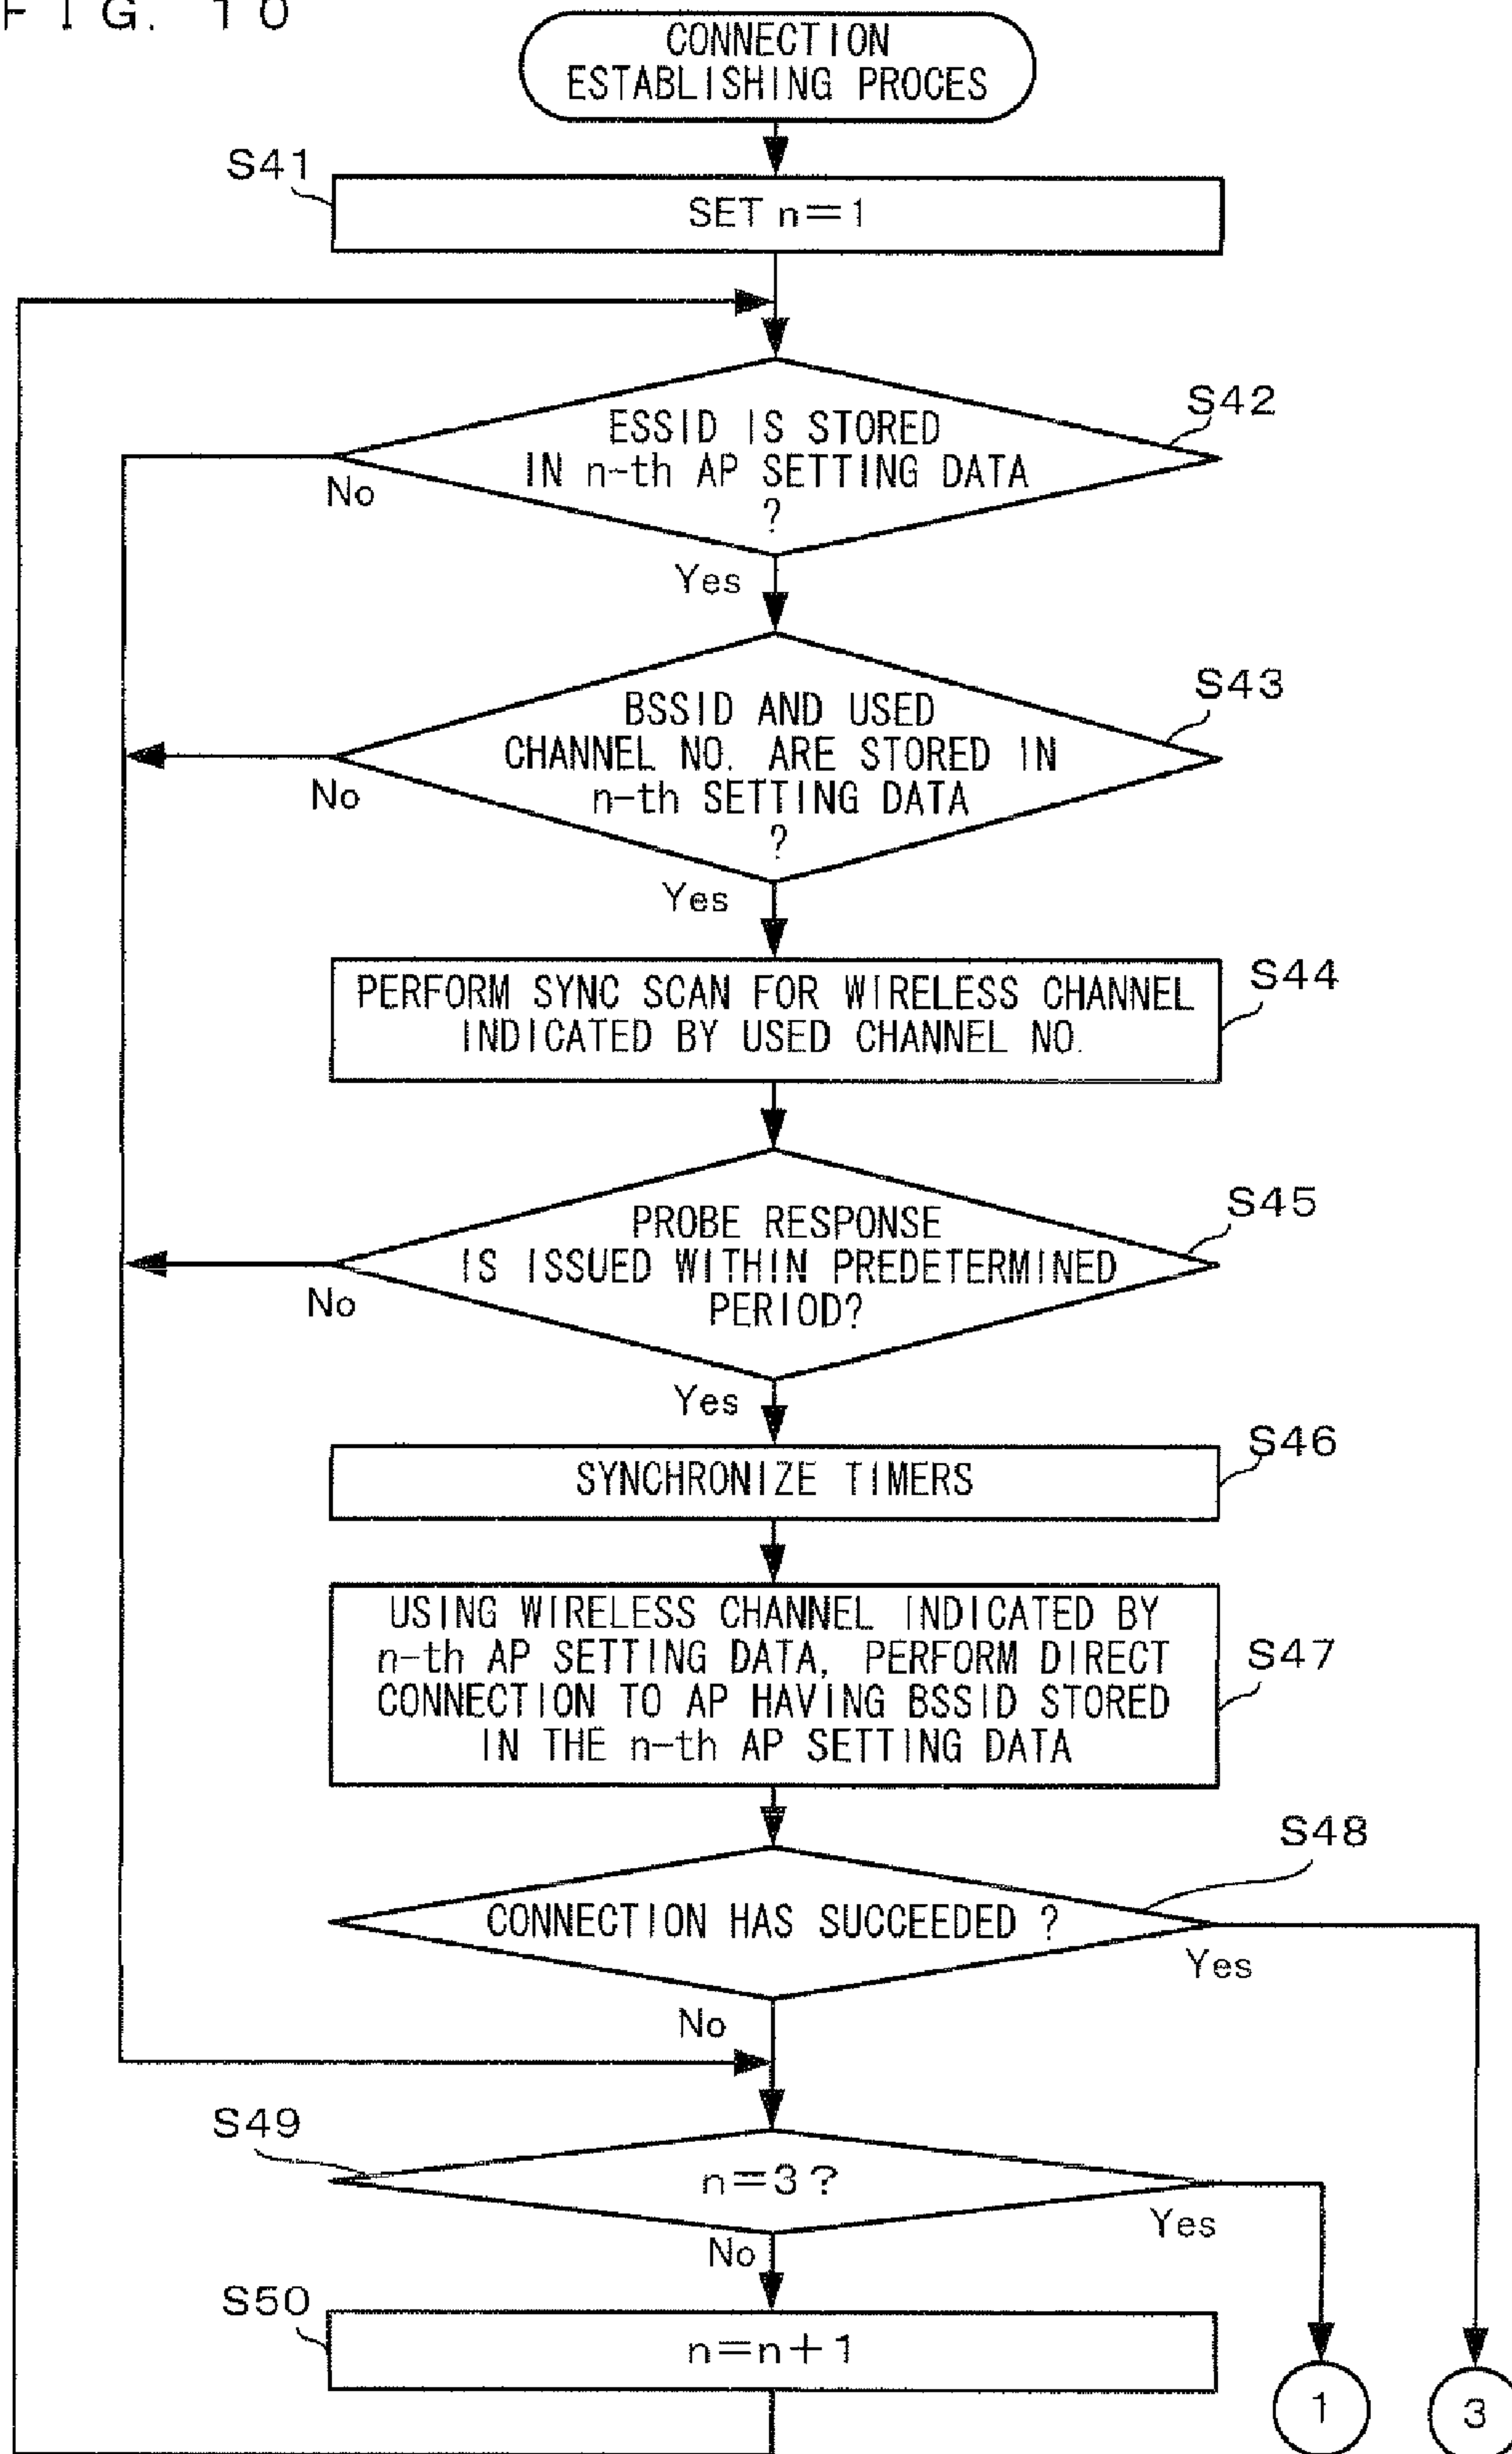 FIG. 10
CONNECTION
ESTABLISHING PROCES
S41
SET n=1
S42
ESSID IS STORED
IN n-th AP SETTING DATA
?
No
Yes
S43
BSSID AND USED
CHANNEL NO. ARE STORED IN
n-th SETTING DATA
?
No
Yes
S44
PERFORM SYNC SCAN FOR WIRELESS CHANNEL
INDICATED BY USED CHANNEL NO.
S45
PROBE RESPONSE
IS ISSUED WITHIN PREDETERMINED
PERIOD?
No
Yes
S46
SYNCHRONIZE TIMERS
S47
USING WIRELESS CHANNEL INDICATED BY
n-th AP SETTING DATA, PERFORM DIRECT
CONNECTION TO AP HAVING BSSID STORED
IN THE n-th AP SETTING DATA
S48
CONNECTION HAS SUCCEEDED ?
Yes
No
S49
n=3?
Yes
No
S50
n=n+1
1
3